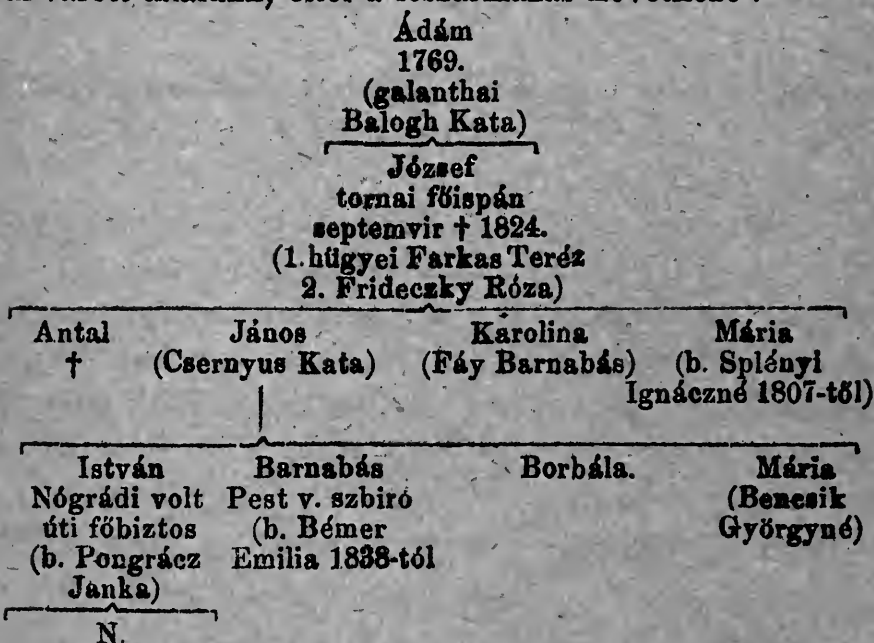 Ádám
1769.
(galanthai
Balogh Kata)
József
tornai főispán
septemvir † 1824.
(1. hügyei Farkas Teréz
2. Frideczky Róza)
Antal János Karolina Mária
† (Csernyus Kata) (Fáy Barnabás) (b. Splényi
Ignáczné 1807-től)
István Barnabás Borbála. Mária
Nógrádi volt Pest v. szbiró (Bencsik
úti főbiztos (b. Bémer Györgyné)
(b. Pongrácz Emilia 1838-tól
Janka)
N.